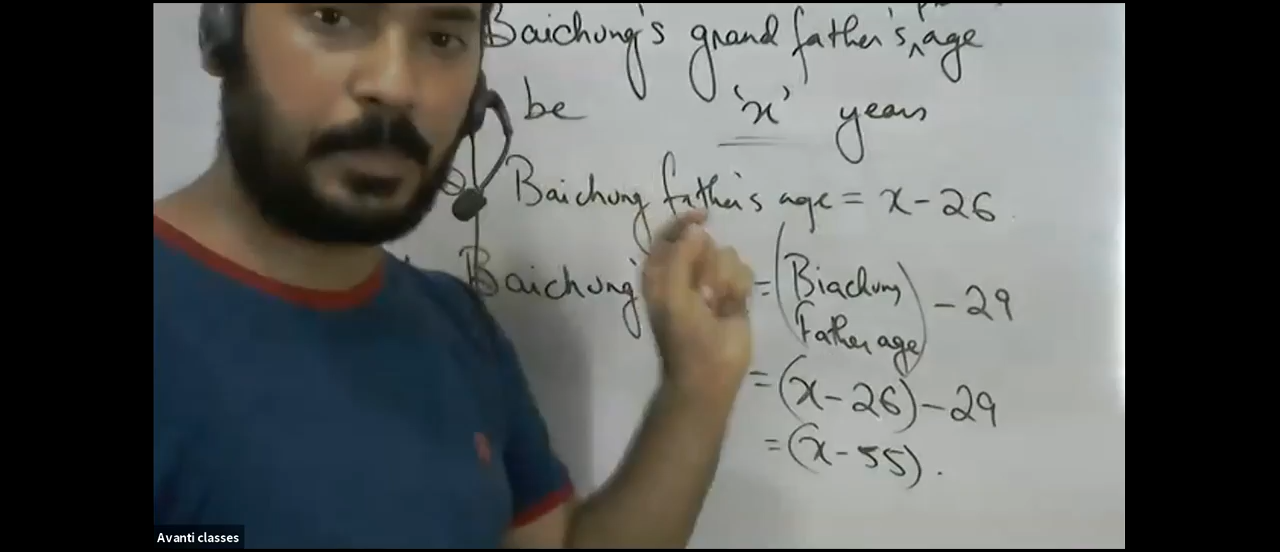 Baichung's grand father's ^ age
be 'x' years
Baichung father's age = x - 26
Baichung's = (Biachung
Father age) - 29
= (x - 26) - 29
= (x - 55).
Avanti classes